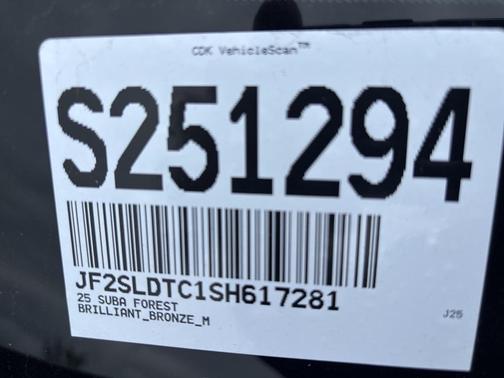 CDK VehicleScan™
S251294
JF2SLDTC1SH617281
25 SUBA FOREST
BRILLIANT_BRONZE_M
J25